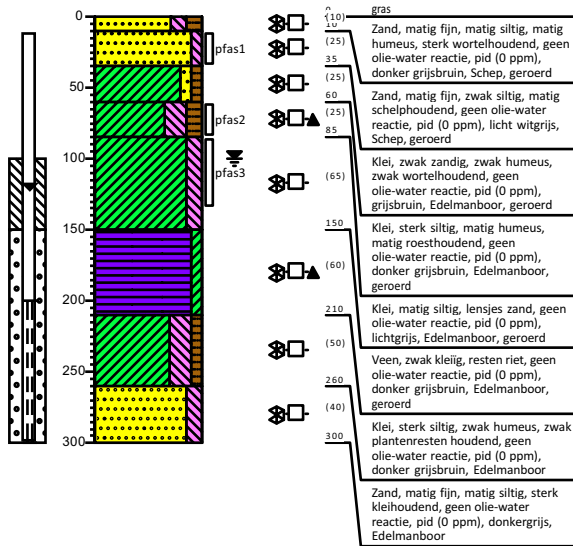 0
50
100
150
200
250
300
pfas1
pfas2
pfas3
0
(10)
10
(25)
35
(25)
60
(25)
85
(65)
150
(60)
210
(50)
260
(40)
300
gras
Zand, matig fijn, matig siltig, matig
humeus, sterk wortelhoudend, geen
olie-water reactie, pid (0 ppm),
donker grijsbruin, Schep, geroerd
Zand, matig fijn, zwak siltig, matig
schelphoudend, geen olie-water
reactie, pid (0 ppm), licht witgrijs,
Schep, geroerd
Klei, zwak zandig, zwak humeus,
zwak wortelhoudend, geen
olie-water reactie, pid (0 ppm),
grijsbruin, Edelmanboor, geroerd
Klei, sterk siltig, matig humeus,
matig roesthoudend, geen
olie-water reactie, pid (0 ppm),
donker grijsbruin, Edelmanboor,
geroerd
Klei, matig siltig, lensjes zand, geen
olie-water reactie, pid (0 ppm),
lichtgrijs, Edelmanboor, geroerd
Veen, zwak kleiïg, resten riet, geen
olie-water reactie, pid (0 ppm),
donker grijsbruin, Edelmanboor,
geroerd
Klei, sterk siltig, zwak humeus, zwak
plantenresten houdend, geen
olie-water reactie, pid (0 ppm),
donker grijsbruin, Edelmanboor
Zand, matig fijn, matig siltig, sterk
kleihoudend, geen olie-water
reactie, pid (0 ppm), donkergrijs,
Edelmanboor